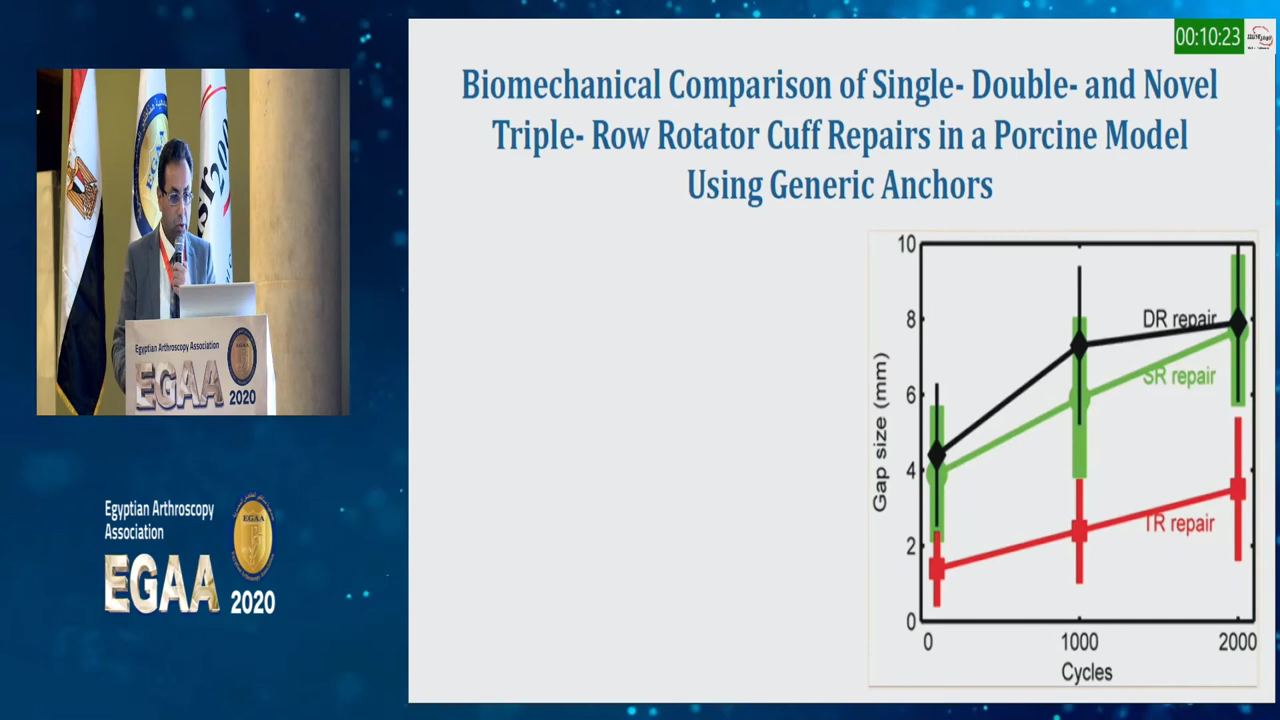 00:10:23
Biomechanical Comparison of Single- Double- and Novel
Triple- Row Rotator Cuff Repairs in a Porcine Model
Using Generic Anchors
10
8
6
4
2
0
Gap size (mm)
DR repair
SR repair
TR repair
0 1000 2000
Cycles
Egyptian Arthroscopy Association
EGAA
2020
EGAA
Egyptian Arthroscopy
Association
EGAA
2020